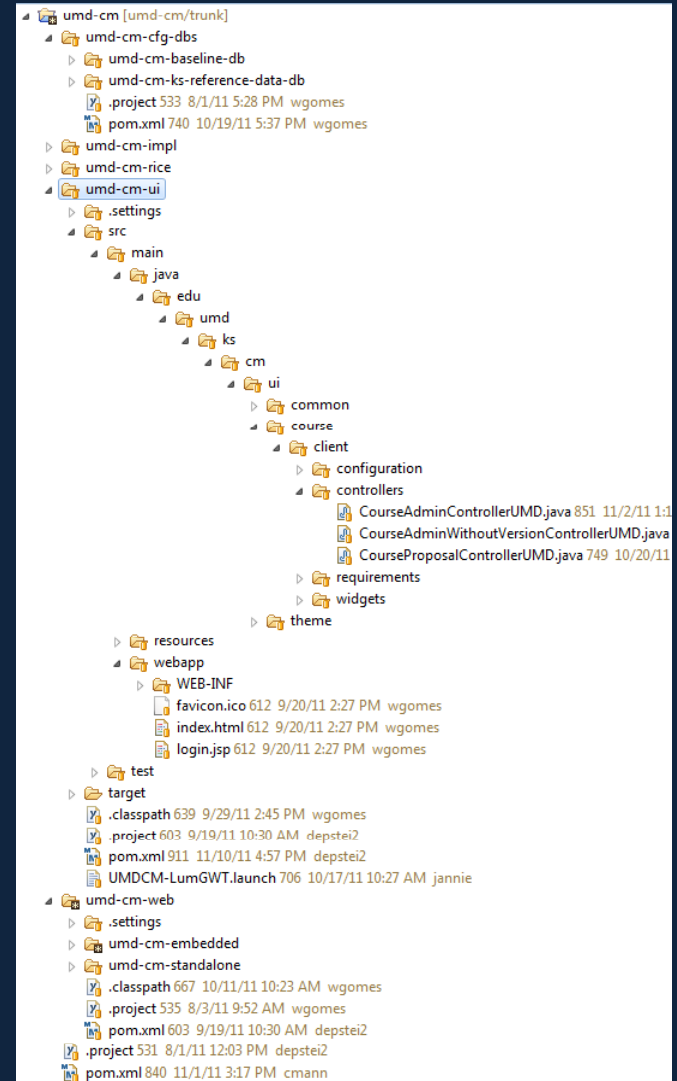 umd-cm [umd-cm/trunk]
umd-cm-cfg-dbs
umd-cm-baseline-db
umd-cm-ks-reference-data-db
.project 533 8/1/11 5:28 PM wgomes
pom.xml 740 10/19/11 5:37 PM wgomes
umd-cm-impl
umd-cm-rice
umd-cm-ui
.settings
src
main
java
edu
umd
ks
cm
ui
common
course
client
configuration
controllers
CourseAdminControllerUMD.java 851 11/2/11 1:1
CourseAdminWithoutVersionControllerUMD.java
CourseProposalControllerUMD.java 749 10/20/11
requirements
widgets
theme
resources
webapp
WEB-INF
favicon.ico 612 9/20/11 2:27 PM wgomes
index.html 612 9/20/11 2:27 PM wgomes
login.jsp 612 9/20/11 2:27 PM wgomes
test
target
.classpath 639 9/29/11 2:45 PM wgomes
.project 603 9/19/11 10:30 AM depstei2
pom.xml 911 11/10/11 4:57 PM depstei2
UMDCM-LumGWT.launch 706 10/17/11 10:27 AM jannie
umd-cm-web
.settings
umd-cm-embedded
umd-cm-standalone
.classpath 667 10/11/11 10:23 AM wgomes
.project 535 8/3/11 9:52 AM wgomes
pom.xml 603 9/19/11 10:30 AM depstei2
.project 531 8/1/11 12:03 PM depstei2
pom.xml 840 11/1/11 3:17 PM cmann